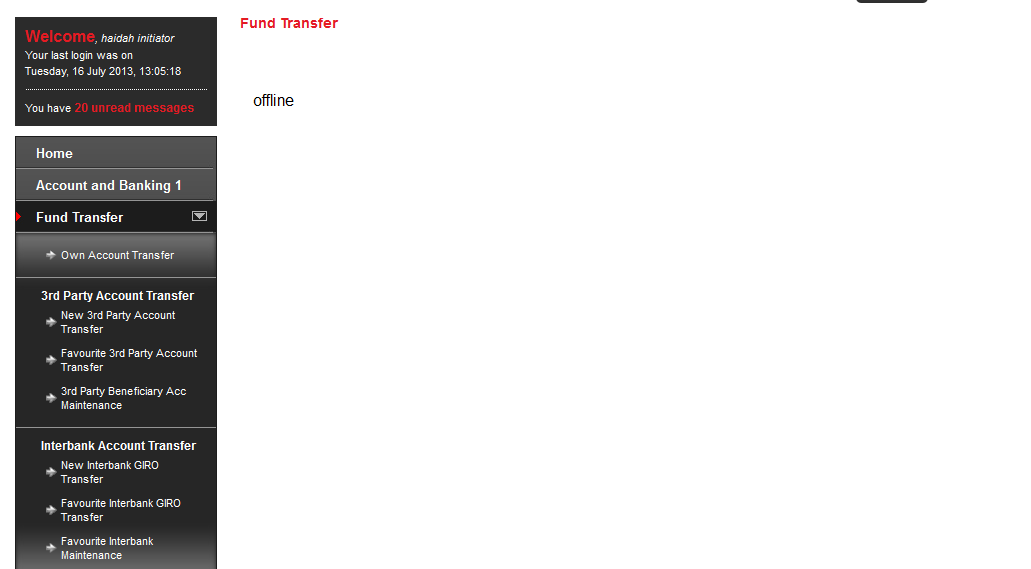 Welcome, haidah initiator
Your last login was on
Tuesday, 16 July 2013, 13:05:18
You have 20 unread messages
Home
Account and Banking 1
Fund Transfer
Own Account Transfer
3rd Party Account Transfer
New 3rd Party Account
Transfer
Favourite 3rd Party Account
Transfer
3rd Party Beneficiary Acc
Maintenance
Interbank Account Transfer
New Interbank GIRO
Transfer
Favourite Interbank GIRO
Transfer
Favourite Interbank
Maintenance
Fund Transfer
offline